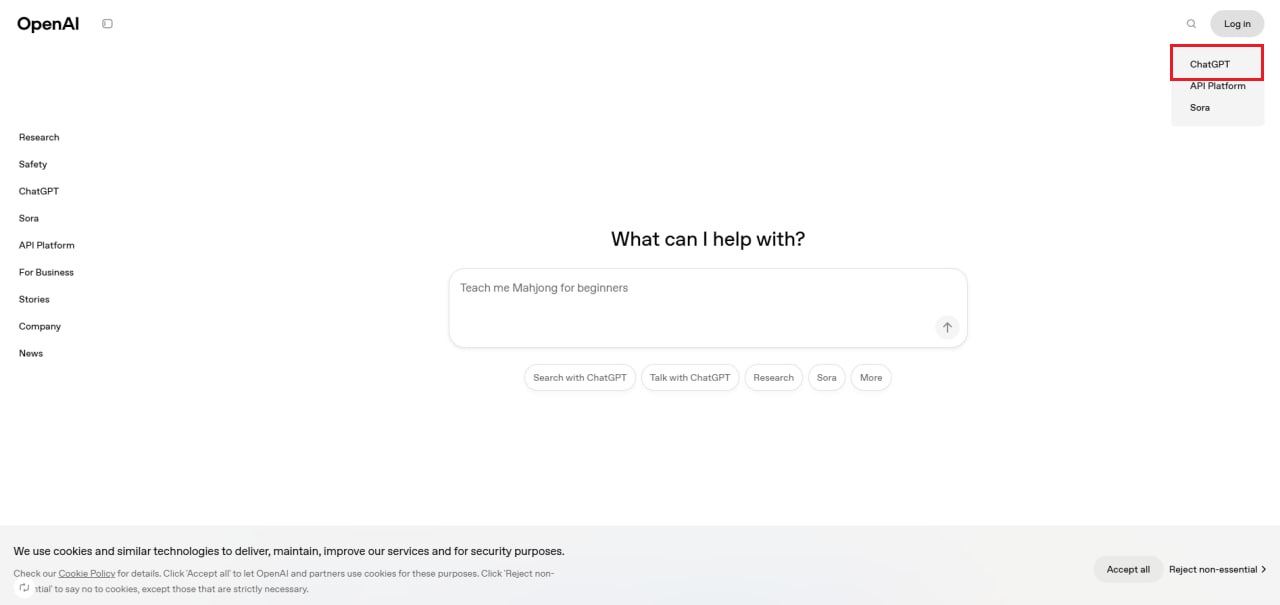 OpenAI
Log in
ChatGPT
API Platform
Sora
Research
Safety
ChatGPT
Sora
API Platform
For Business
Stories
Company
News
What can I help with?
Teach me Mahjong for beginners
Search with ChatGPT
Talk with ChatGPT
Research
Sora
More
We use cookies and similar technologies to deliver, maintain, improve our services and for security purposes.
Check our Cookie Policy for details. Click 'Accept all' to let OpenAI and partners use cookies for these purposes. Click 'Reject non-
ntial' to say no to cookies, except those that are strictly necessary.
Accept all
Reject non-essential